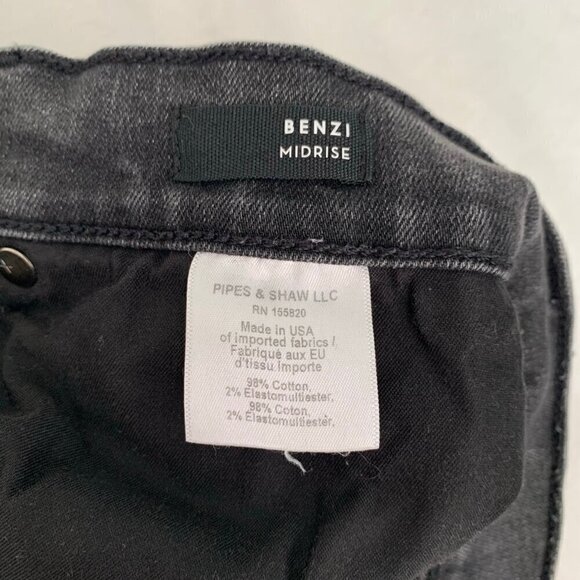 BENZI
MIDRISE
PIPES & SHAW LLC
RN 155820
Made in USA
of imported fabrics /
Fabriqué aux EU
d'tissu Importe
98% Cotton,
2% Elastomultiester.
98% Coton,
2% Elastomultiester.